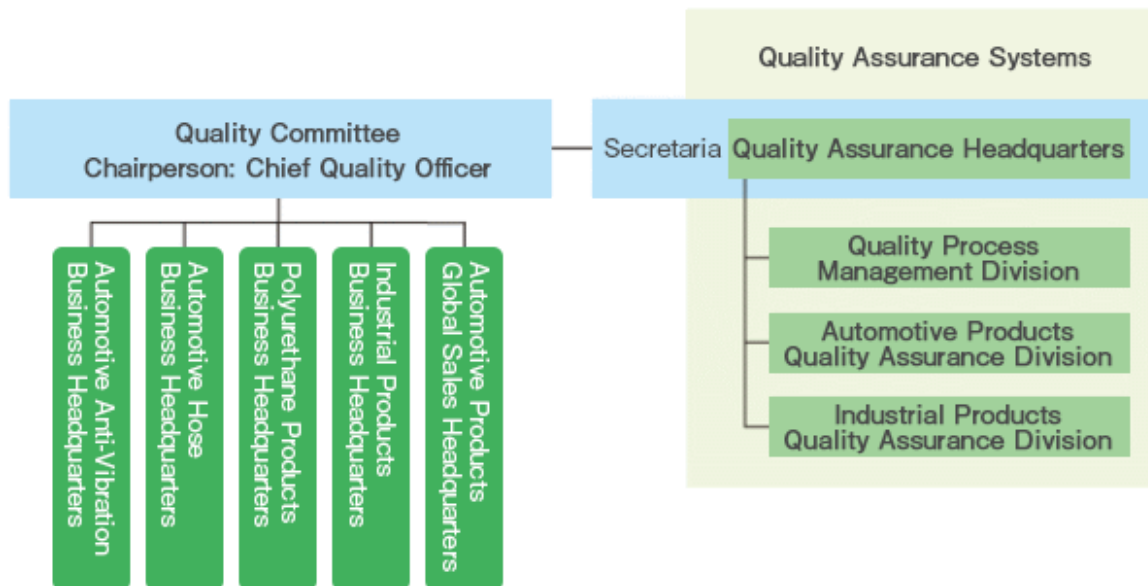 Quality Assurance Systems
Quality Committee
Chairperson: Chief Quality Officer
Secretaria
Quality Assurance Headquarters
Automotive Anti-Vibration
Business Headquarters
Automotive Hose
Business Headquarters
Polyurethane Products
Business Headquarters
Industrial Products
Business Headquarters
Automotive Products
Global Sales Headquarters
Quality Process
Management Division
Automotive Products
Quality Assurance Division
Industrial Products
Quality Assurance Division